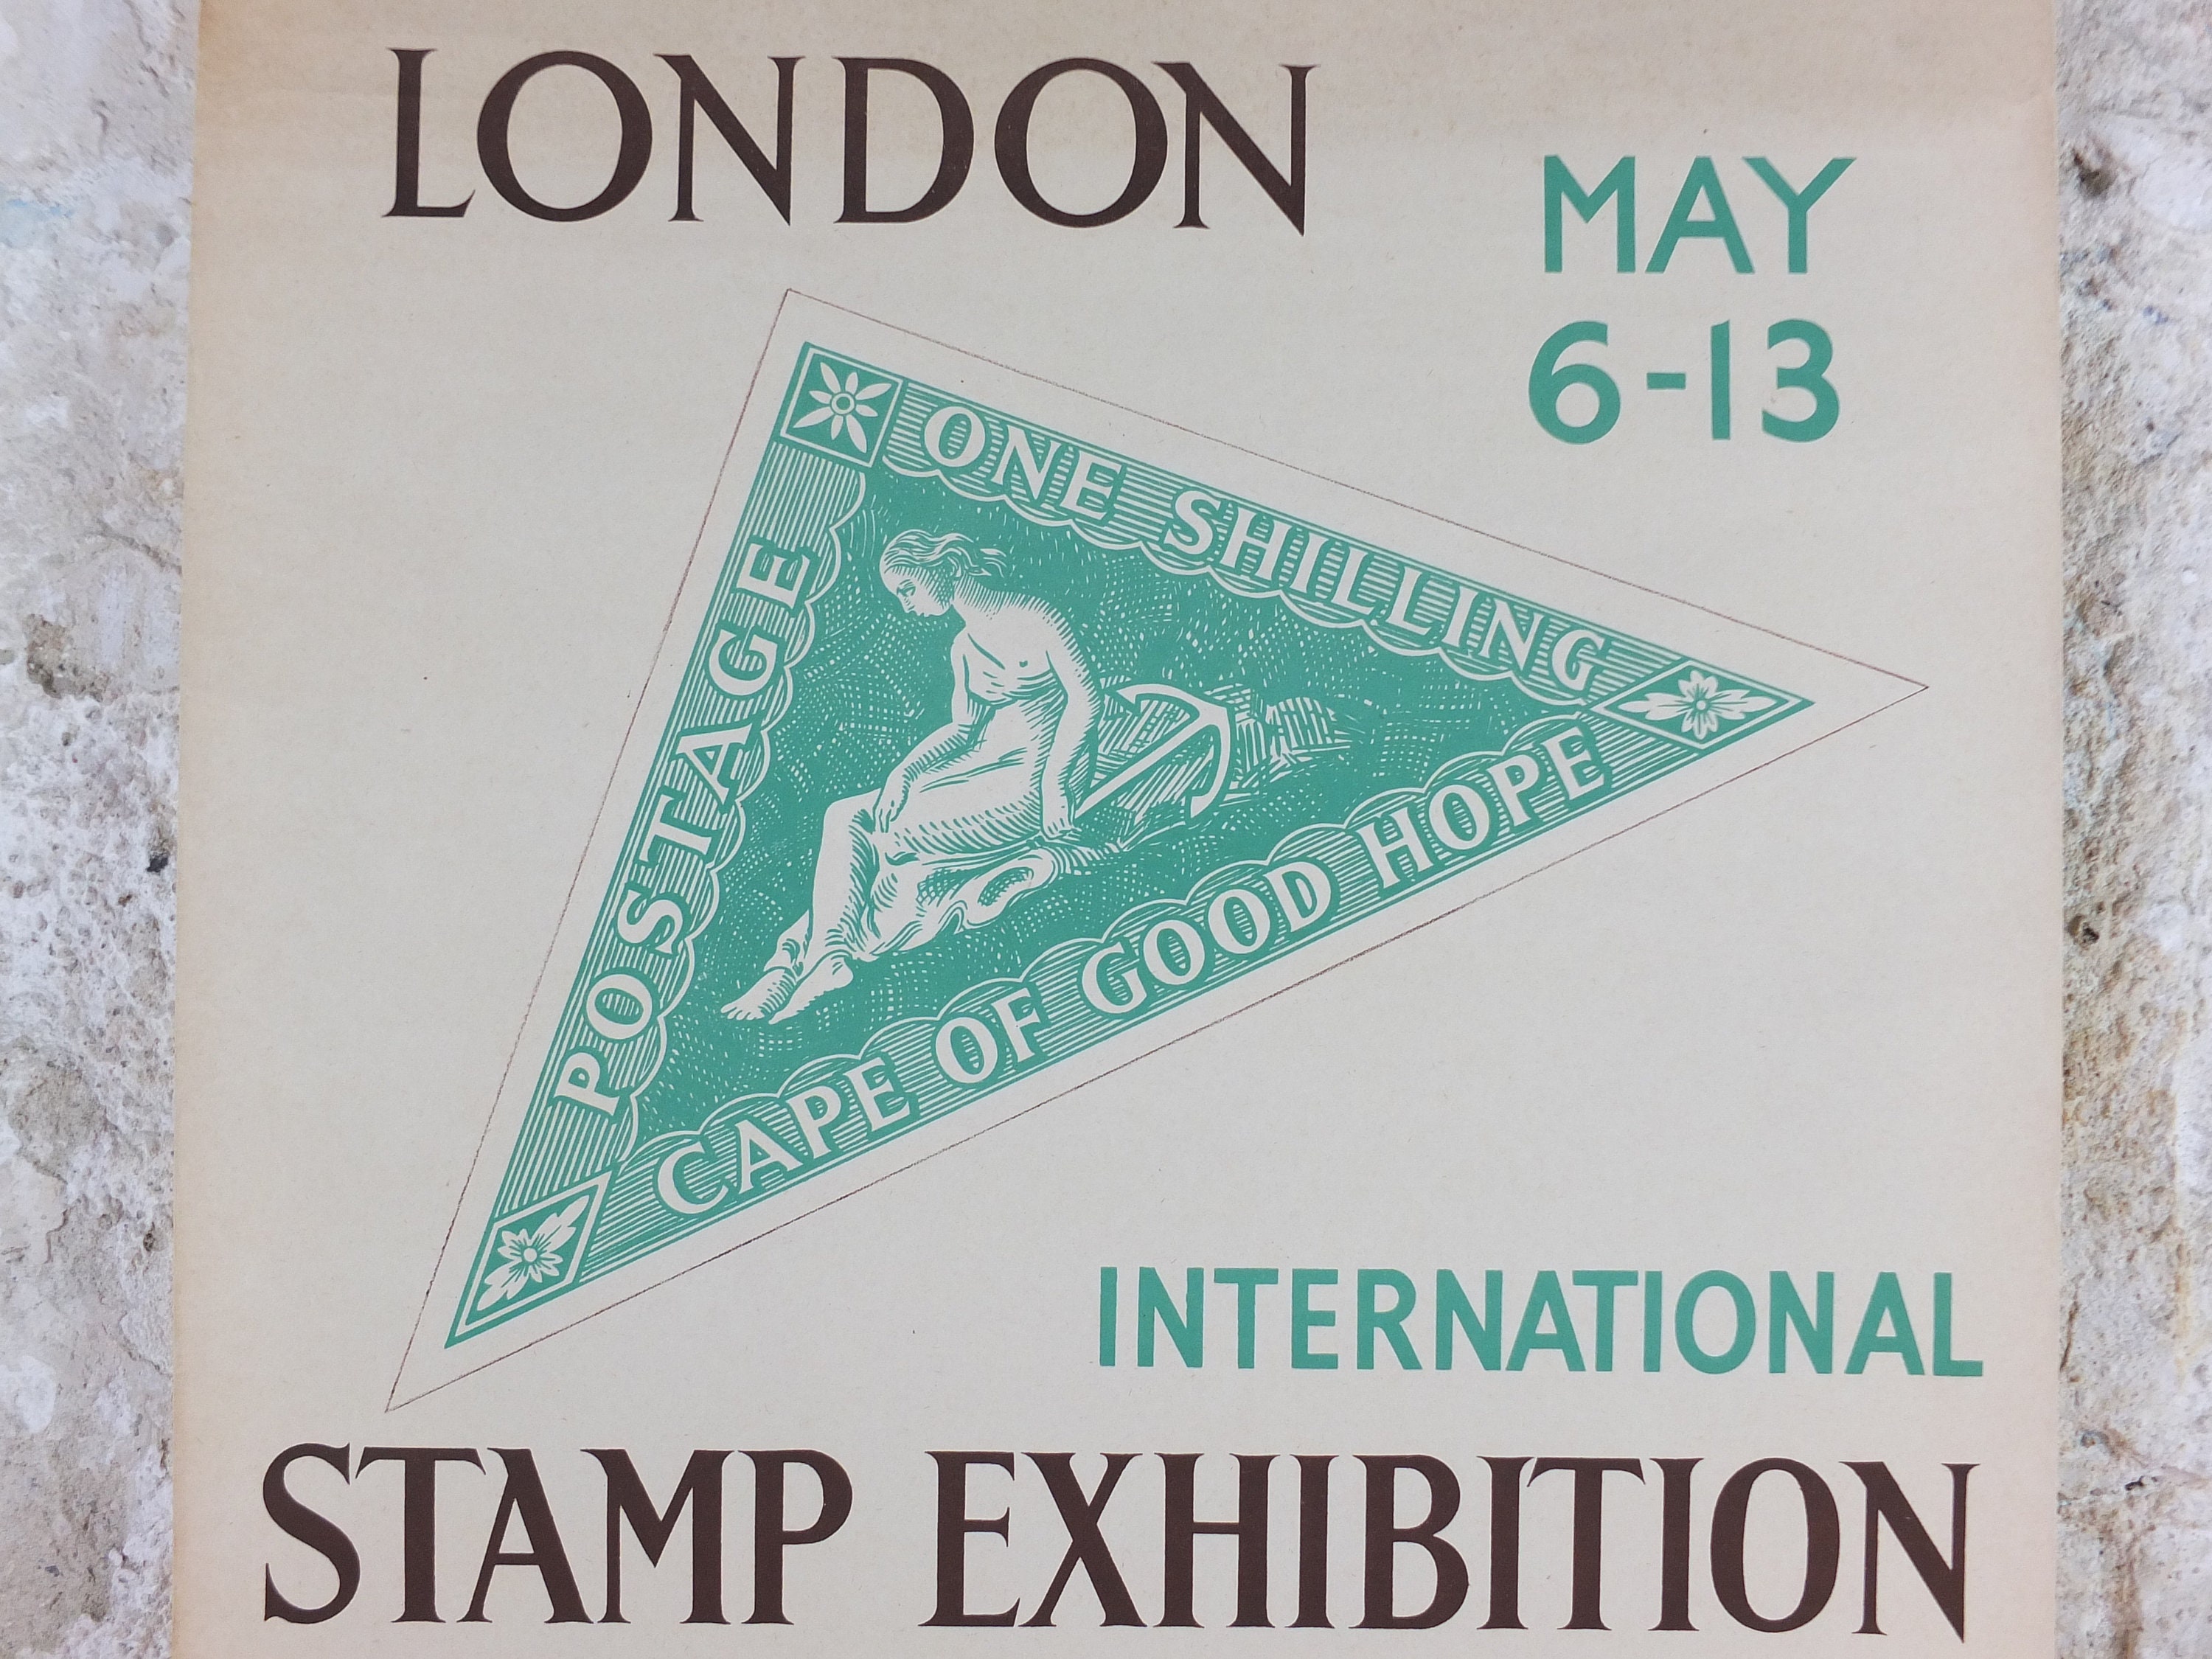 LONDON
MAY
6-13
ONE SHILLING
POSTAGE
CAPE OF GOOD HOPE
INTERNATIONAL
STAMP EXHIBITION